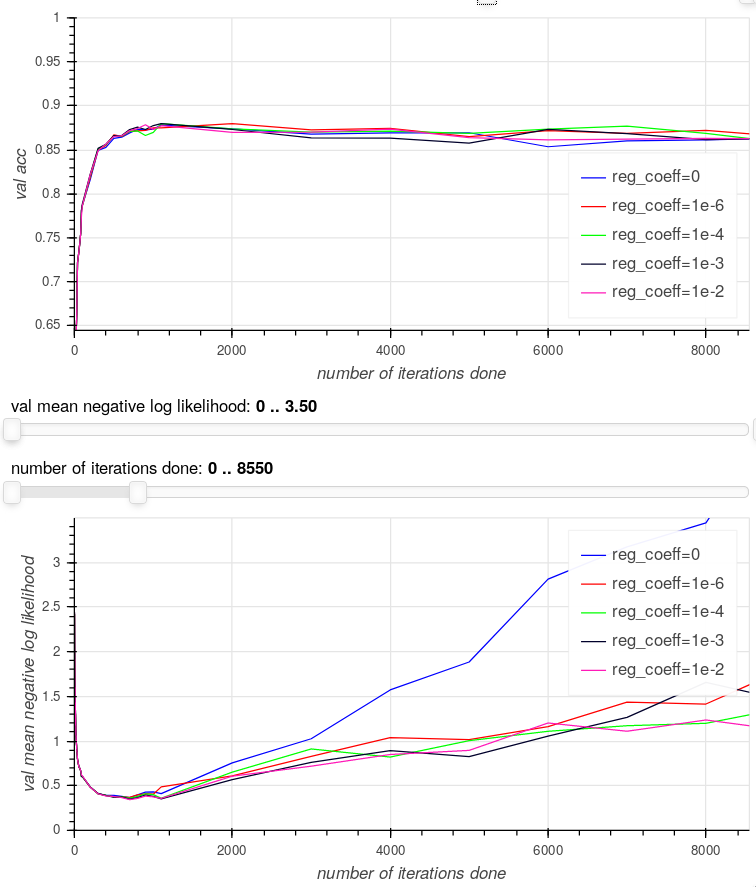 1
0.95
0.9
0.85
0.8
0.75
0.7
0.65
val acc
reg_coeff=0
reg_coeff=1e-6
reg_coeff=1e-4
reg_coeff=1e-3
reg_coeff=1e-2
0 2000 4000 6000 8000
number of iterations done
val mean negative log likelihood: 0 .. 3.50
number of iterations done: 0 .. 8550
3
2.5
2
1.5
1
0.5
0
val mean negative log likelihood
reg_coeff=0
reg_coeff=1e-6
reg_coeff=1e-4
reg_coeff=1e-3
reg_coeff=1e-2
0 2000 4000 6000 8000
number of iterations done